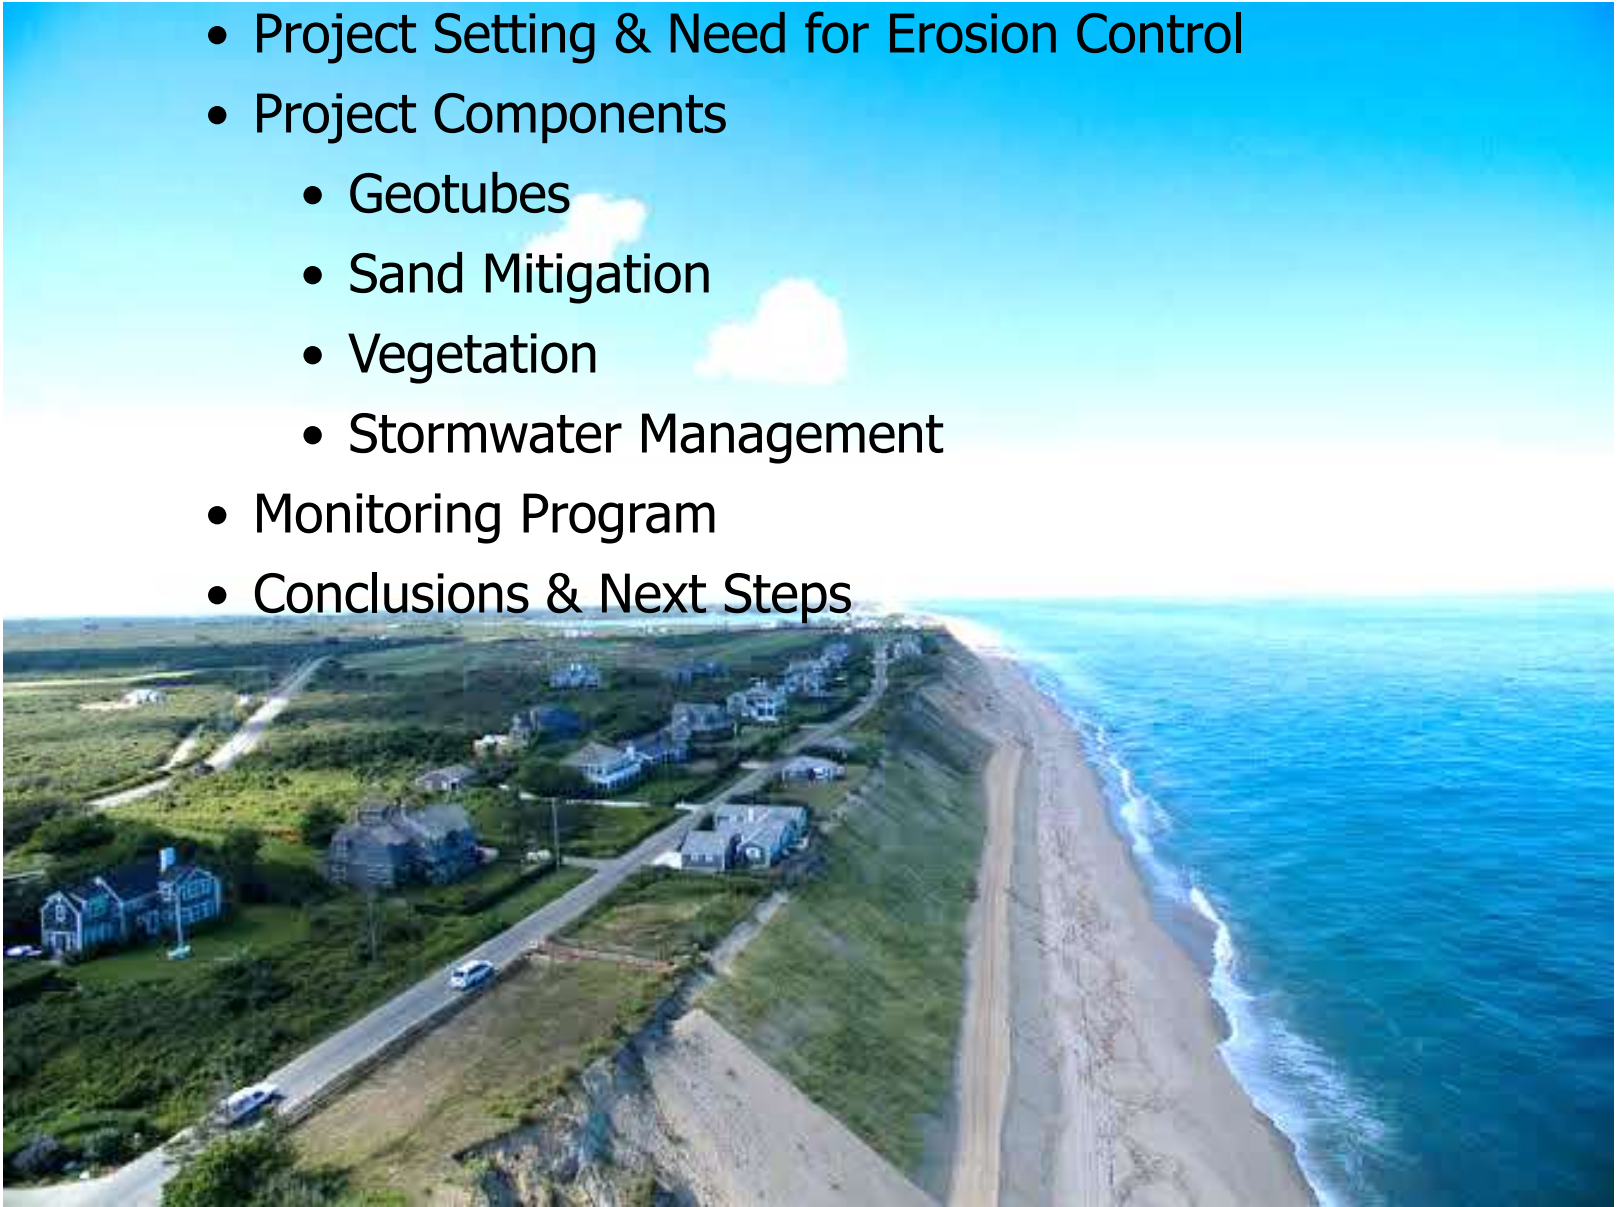 • Project Setting & Need for Erosion Control
• Project Components
• Geotubes
• Sand Mitigation
• Vegetation
• Stormwater Management
• Monitoring Program
• Conclusions & Next Steps